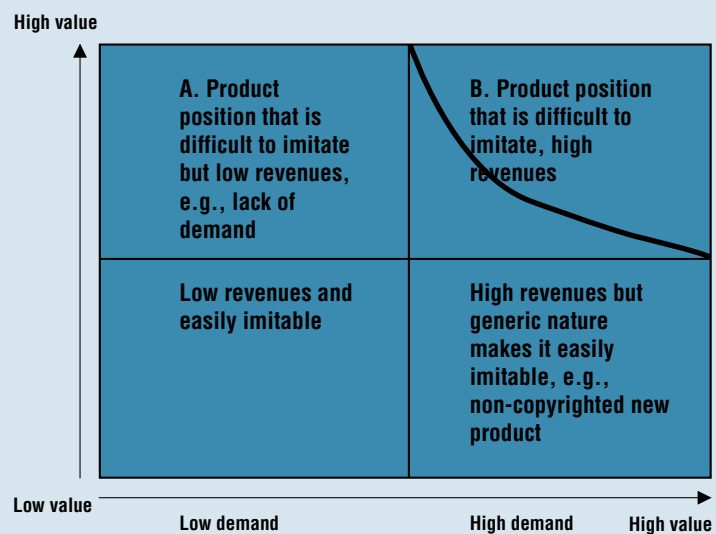 High value
A. Product
position that is
difficult to imitate
but low revenues,
e.g., lack of
demand
B. Product position
that is difficult to
imitate, high
revenues
Low revenues and
easily imitable
High revenues but
generic nature
makes it easily
imitable, e.g.,
non-copyrighted new
product
Low value
Low demand
High demand
High value